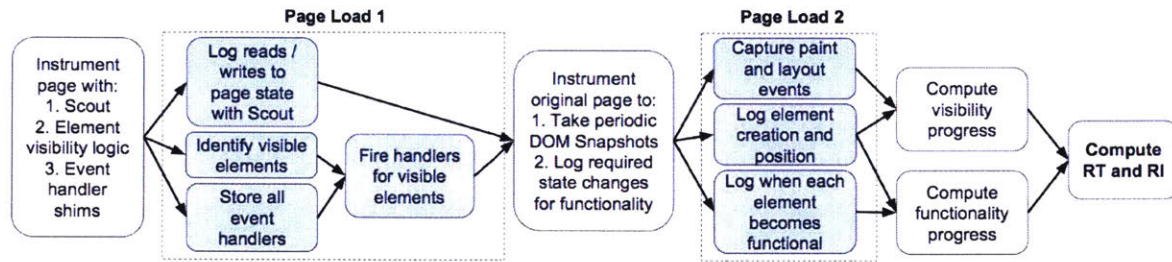 Page Load 1
Instrument
page with:
1. Scout
2. Element
visibility logic
3. Event
handler
shims
Log reads /
writes to
page state
with Scout
Identify visible
elements
Store all
event
handlers
Fire handlers
for visible
elements
Instrument
original page to:
1. Take periodic
DOM Snapshots
2. Log required
state changes
for functionality
Page Load 2
Capture paint
and layout
events
Log element
creation and
position
Log when each
element
becomes
functional
Compute
visibility
progress
Compute
functionality
progress
Compute
RT and RI